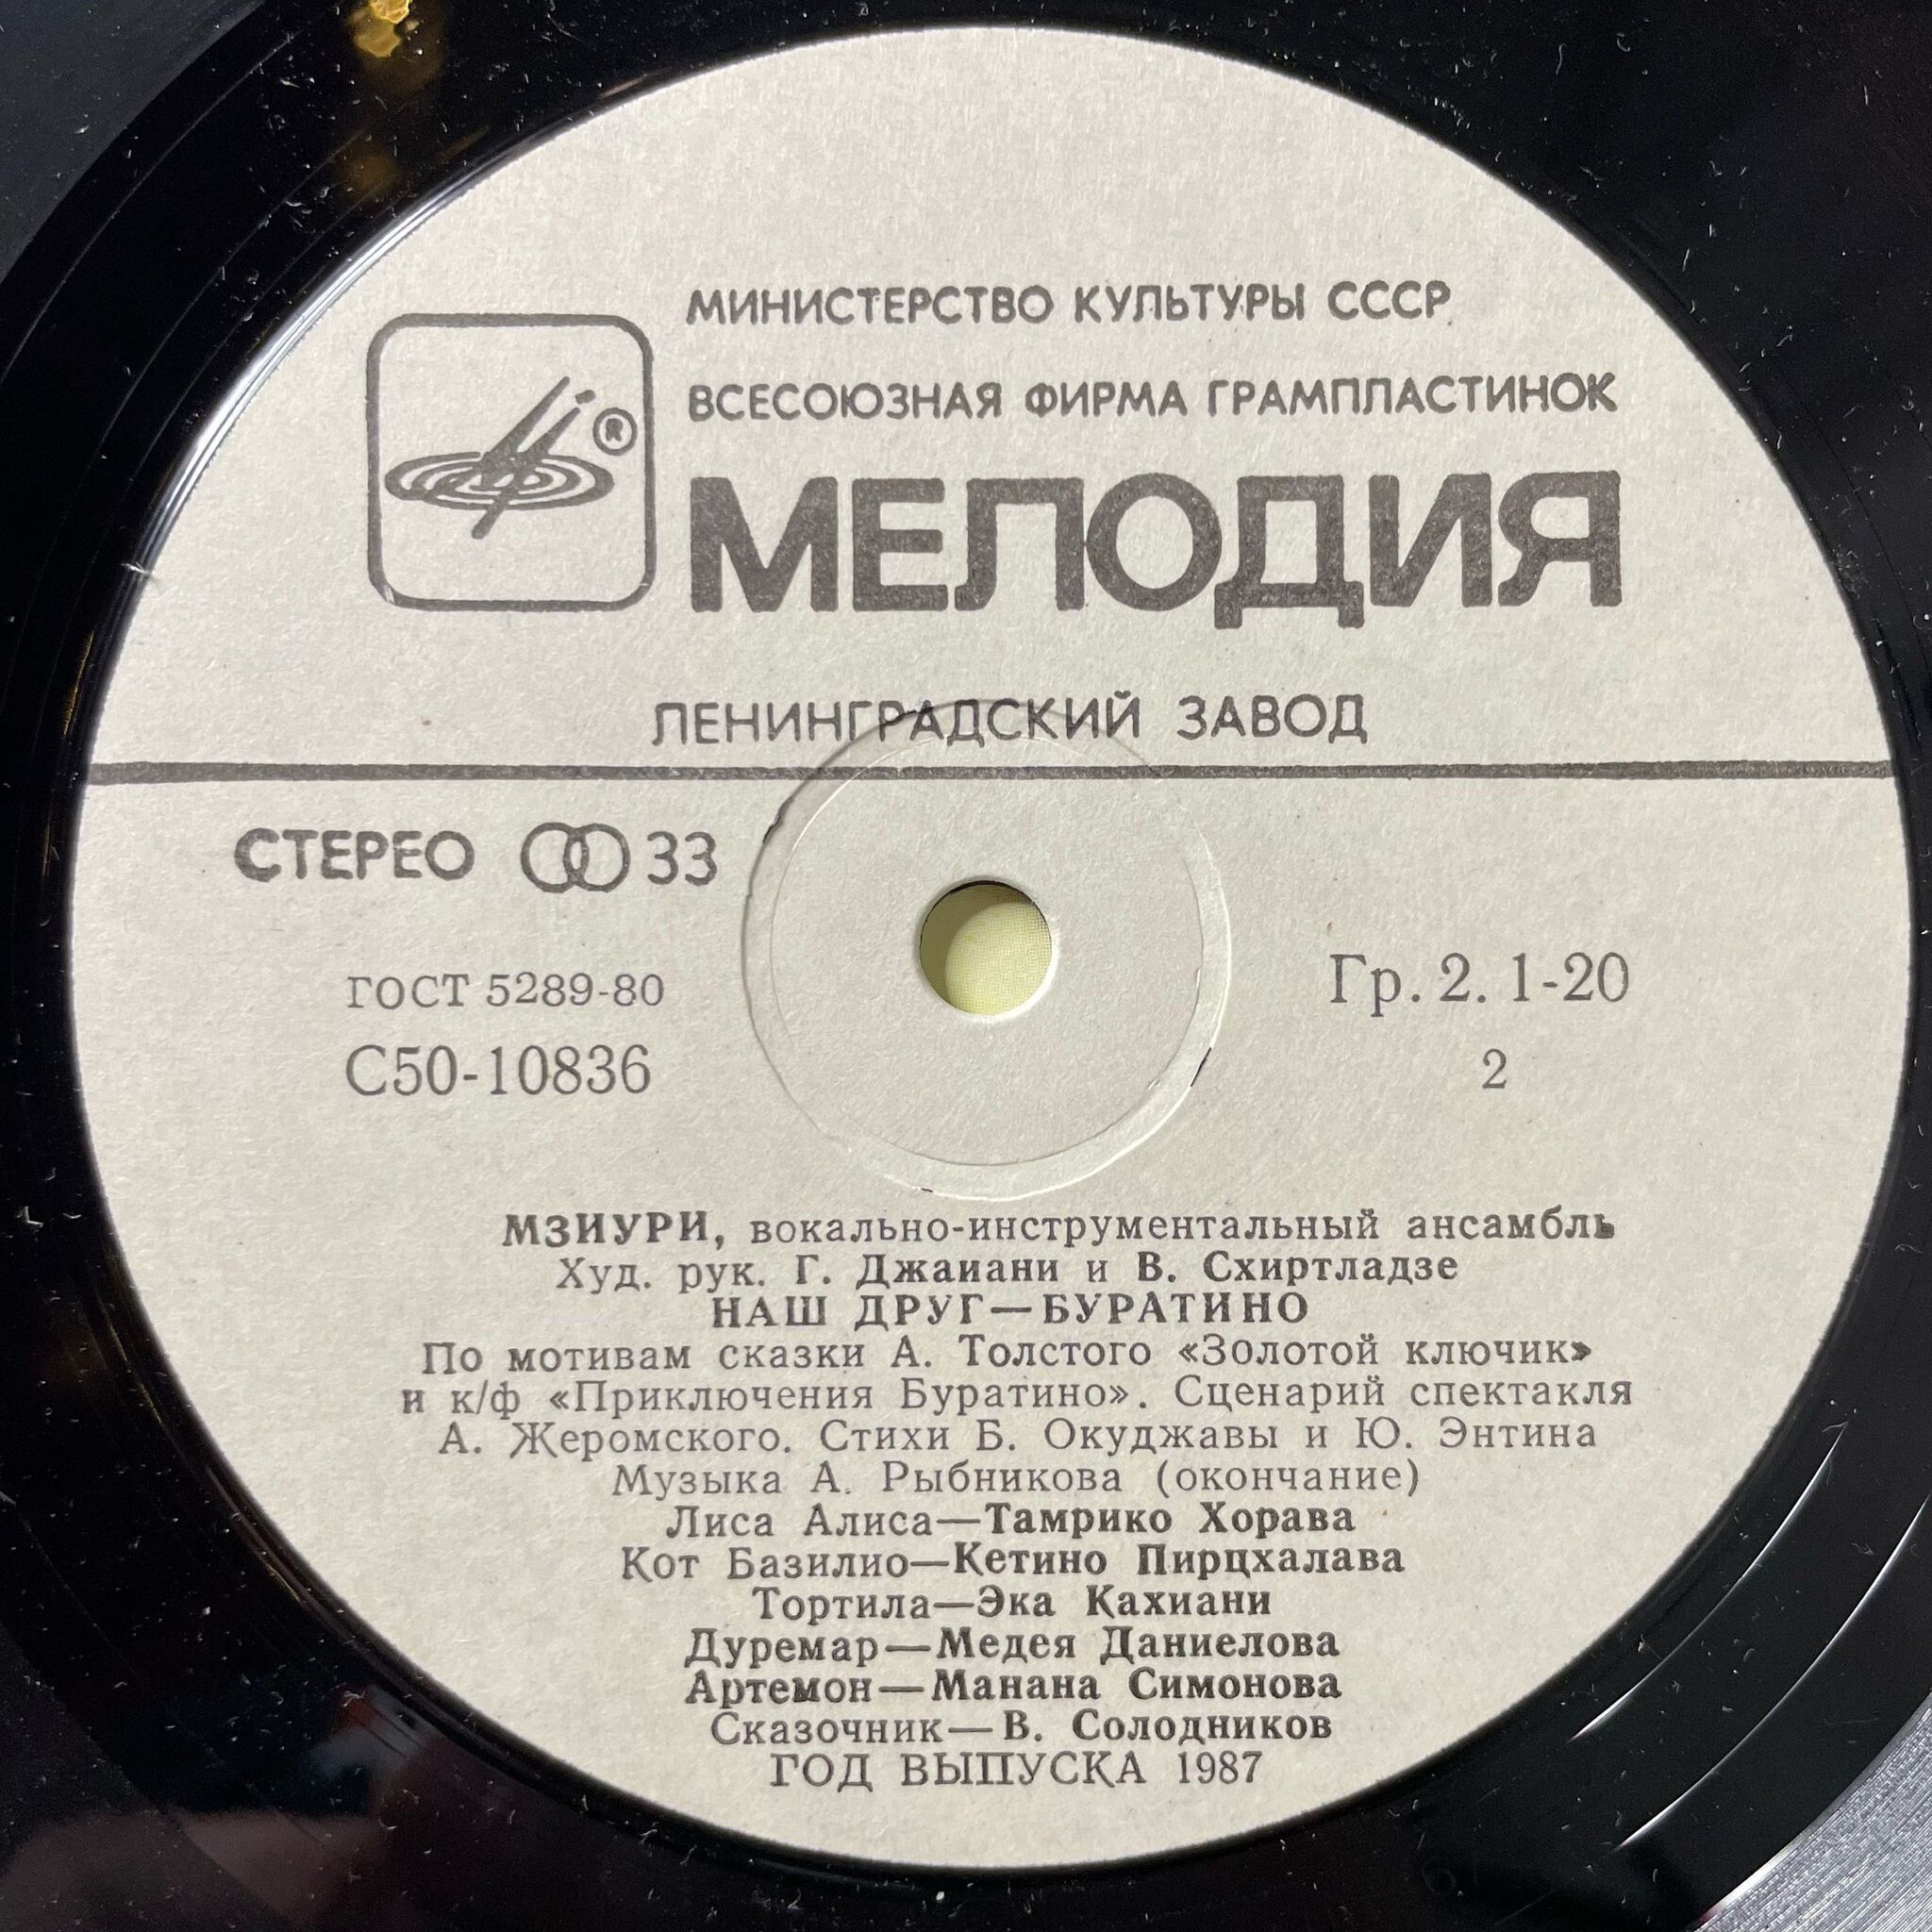 МИНИСТЕРСТВО КУЛЬТУРЫ СССР
ВСЕСОЮЗНАЯ ФИРМА ГРАМПЛАСТИНОК
®
МЕЛОДИЯ
ЛЕНИНГРАДСКИЙ ЗАВОД
СТЕРЕО 33
ГОСТ 5289-80
Гр. 2. 1-20
С50-10836
2
МЗИУРИ, вокально-инструментальный ансамбль
Худ. рук. Г. Джаиани и В. Схиртладзе
НАШ ДРУГ—БУРАТИНО
По мотивам сказки А. Толстого «Золотой ключик»
и к/ф «Приключения Буратино». Сценарий спектакля
А. Жеромского. Стихи Б. Окуджавы и Ю. Энтина
Музыка А. Рыбникова (окончание)
Лиса Алиса—Тамрико Хорава
Кот Базилио—Кетино Пирцхалава
Тортила—Эка Кахиани
Дуремар—Медея Даниелова
Артемон—Манана Симонова
Сказочник—В. Солодников
ГОД ВЫПУСКА 1987